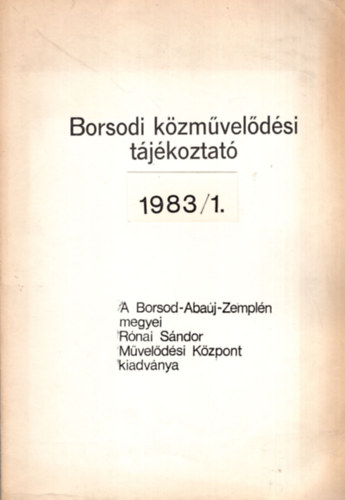 Borsodi közművelődési
tájékoztató
1983/1.
A Borsod-Abaúj-Zemplén
megyei
Rónai Sándor
Művelődési Központ
kiadványa